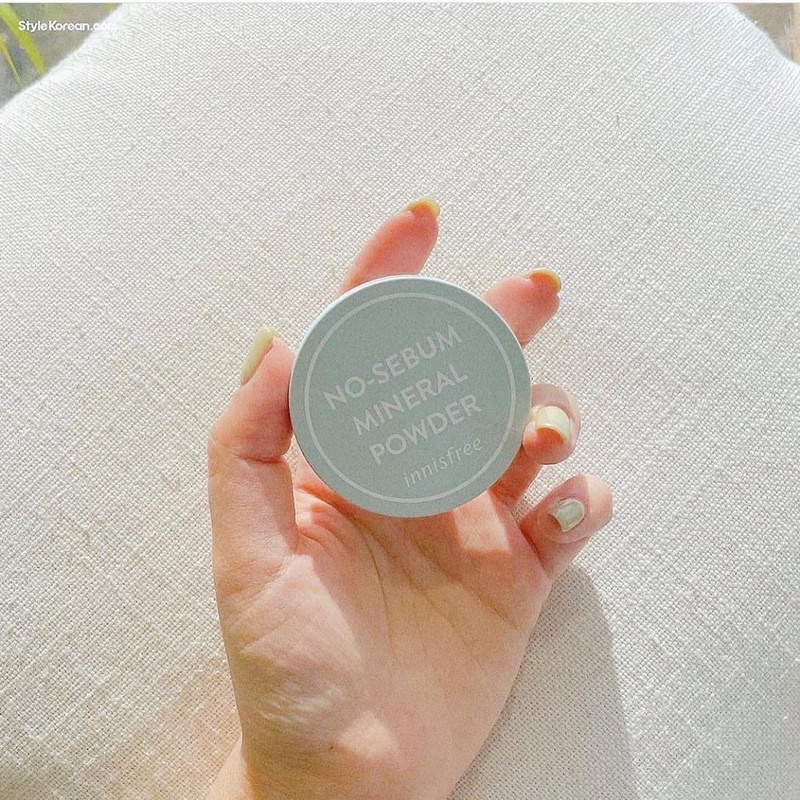 StyleKorean.com
NO-SEBUM
MINERAL
POWDER
innisfree